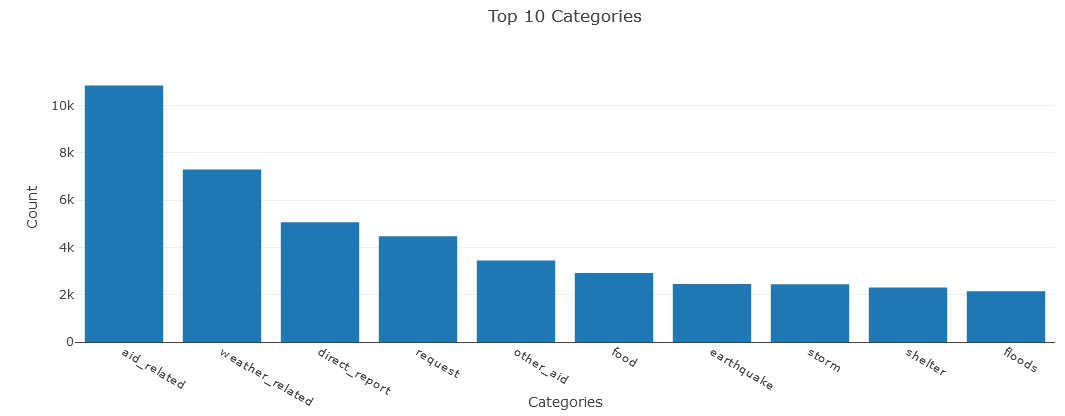 Top 10 Categories
10k
8k
6k
4k
2k
0
Count
aid_related
weather_related
direct_report
request
other_aid
food
earthquake
storm
shelter
floods
Categories